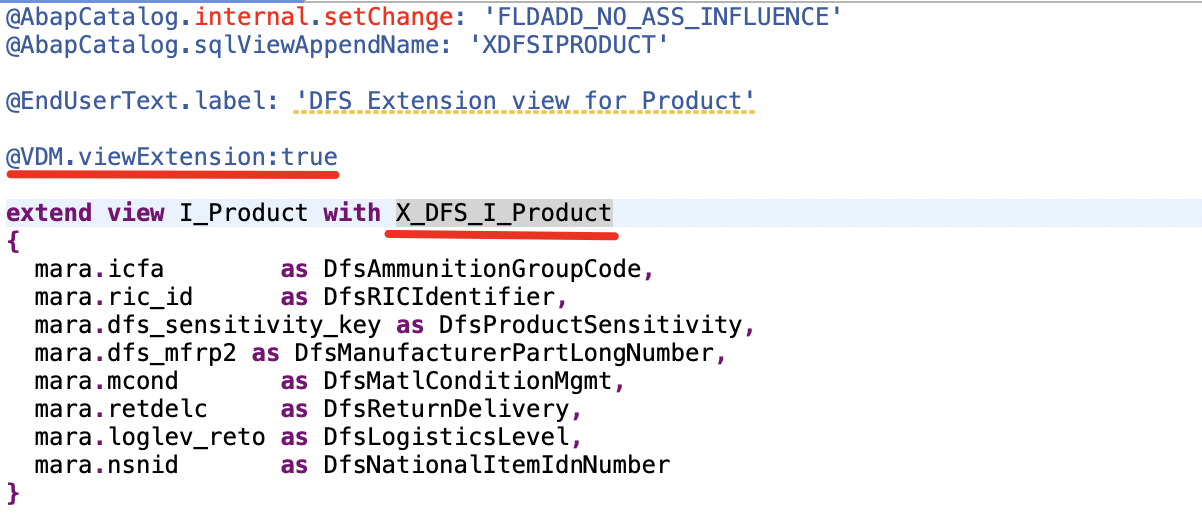 @AbapCatalog.internal.setChange: 'FLDADD_NO_ASS_INFLUENCE'
@AbapCatalog.sqlViewAppendName: 'XDFSIPRODUCT'
@EndUserText.label: 'DFS Extension view for Product'
@VDM.viewExtension:true
extend view I_Product with X_DFS_I_Product
{
  mara.icfa        as DfsAmmunitionGroupCode,
  mara.ric_id      as DfsRICIdentifier,
  mara.dfs_sensitivity_key as DfsProductSensitivity,
  mara.dfs_mfrp2 as DfsManufacturerPartLongNumber,
  mara.mcond       as DfsMatlConditionMgmt,
  mara.retdelc     as DfsReturnDelivery,
  mara.loglev_reto as DfsLogisticsLevel,
  mara.nsnid       as DfsNationalItemIdnNumber
}